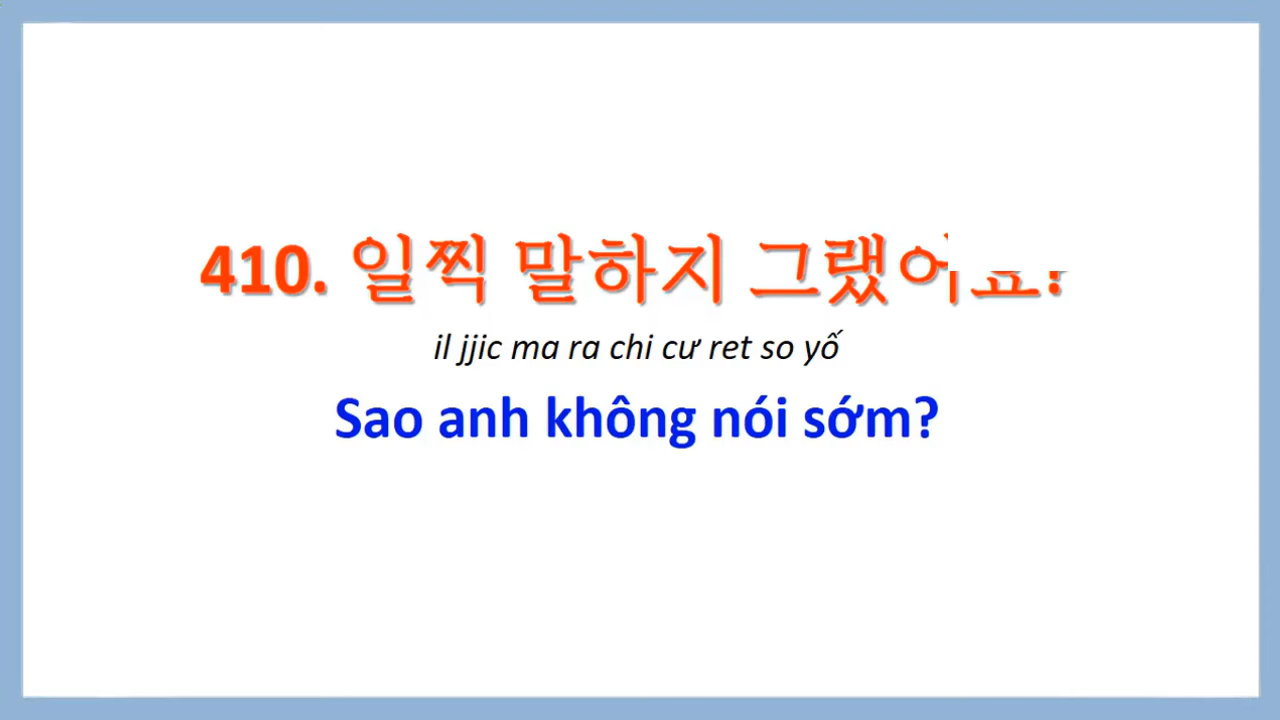 410. 일찍 말하지 그랬어요?
il jjic ma ra chi cư ret so yố
Sao anh không nói sớm?